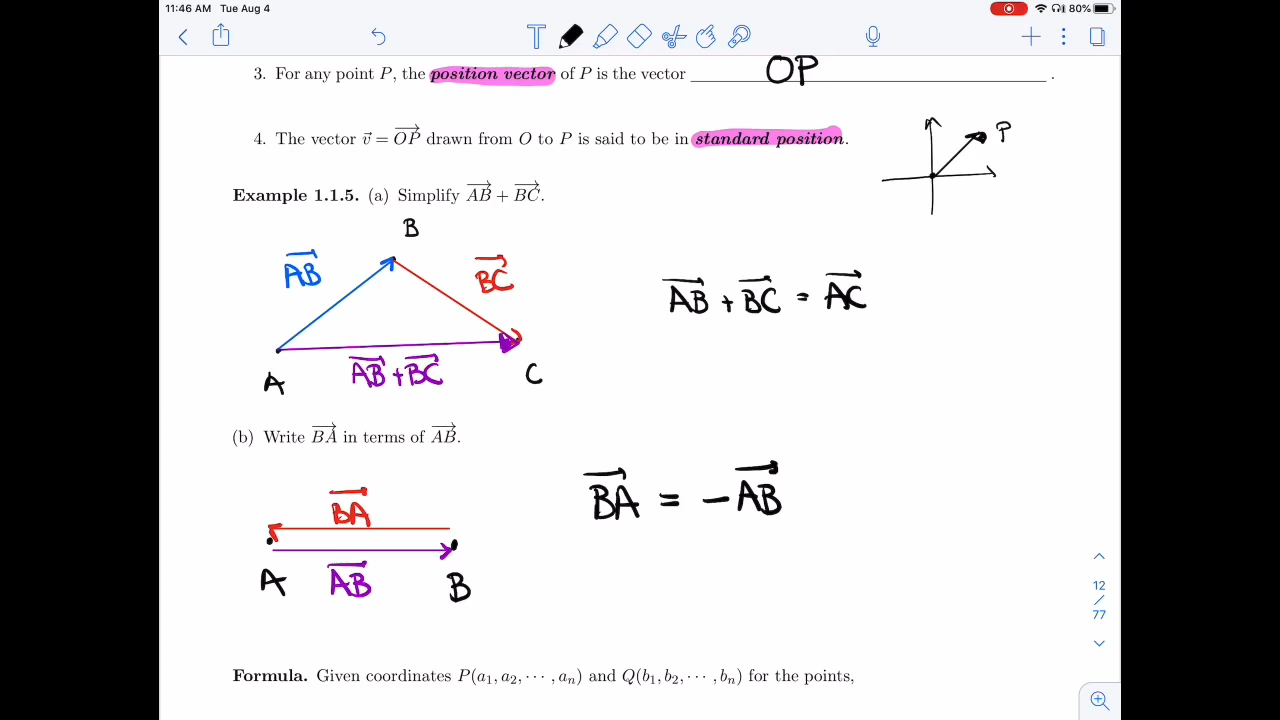 11:46 AM Tue Aug 4 80%
3. For any point P, the position vector of P is the vector OP .
4. The vector v⃗ = OP⃗ drawn from O to P is said to be in standard position.
P
Example 1.1.5. (a) Simplify AB⃗ + BC⃗.
B
AB⃗
BC⃗
AB⃗ + BC⃗ = AC⃗
AB⃗ + BC⃗
A
C
(b) Write BA⃗ in terms of AB⃗.
BA⃗
BA⃗ = −AB⃗
A
AB⃗
B
12
/
77
Formula. Given coordinates P(a₁, a₂, ⋯ , aₙ) and Q(b₁, b₂, ⋯ , bₙ) for the points,